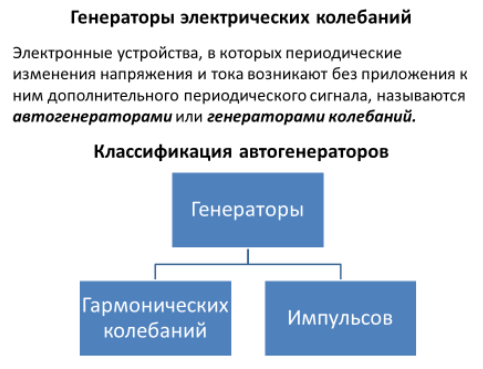 Генераторы электрических колебаний
Электронные устройства, в которых периодические
изменения напряжения и тока возникают без приложения к
ним дополнительного периодического сигнала, называются
автогенераторами или генераторами колебаний.
Классификация автогенераторов
Генераторы
Гармонических
колебаний
Импульсов